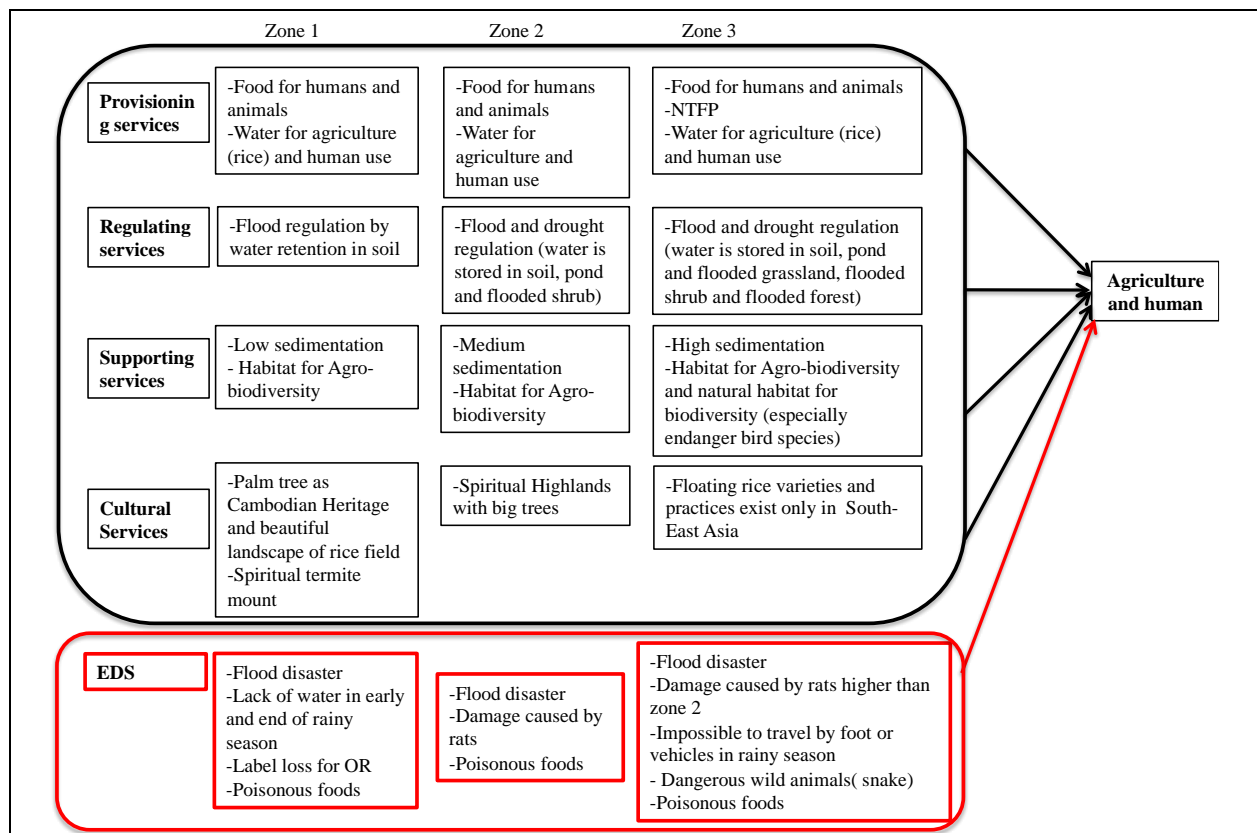 Zone 1
Zone 2
Zone 3
Provisionin
g services
-Food for humans and
animals
-Water for agriculture
(rice) and human use
-Food for humans
and animals
-Water for
agriculture and
human use
-Food for humans and animals
-NTFP
-Water for agriculture (rice)
and human use
Regulating
services
-Flood regulation by
water retention in soil
-Flood and drought
regulation (water is
stored in soil, pond
and flooded shrub)
-Flood and drought regulation
(water is stored in soil, pond
and flooded grassland, flooded
shrub and flooded forest)
Agriculture
and human
Supporting
services
-Low sedimentation
- Habitat for Agro-
biodiversity
-Medium
sedimentation
-Habitat for Agro-
biodiversity
-High sedimentation
-Habitat for Agro-biodiversity
and natural habitat for
biodiversity (especially
endanger bird species)
Cultural
Services
-Palm tree as
Cambodian Heritage
and beautiful
landscape of rice field
-Spiritual termite
mount
-Spiritual Highlands
with big trees
-Floating rice varieties and
practices exist only in South-
East Asia
EDS
-Flood disaster
-Lack of water in early
and end of rainy
season
-Label loss for OR
-Poisonous foods
-Flood disaster
-Damage caused by
rats
-Poisonous foods
-Flood disaster
-Damage caused by rats higher than
zone 2
-Impossible to travel by foot or
vehicles in rainy season
- Dangerous wild animals( snake)
-Poisonous foods